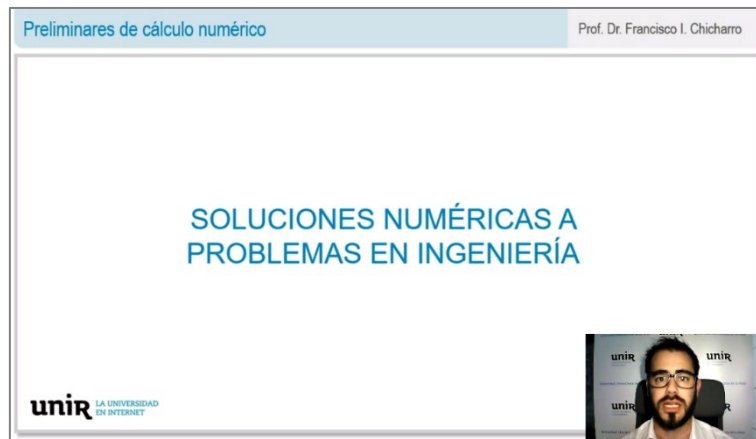 Preliminares de cálculo numérico
Prof. Dr. Francisco I. Chicharro
SOLUCIONES NUMÉRICAS A
PROBLEMAS EN INGENIERÍA
unir
unir
unir
unir LA UNIVERSIDAD
EN INTERNET